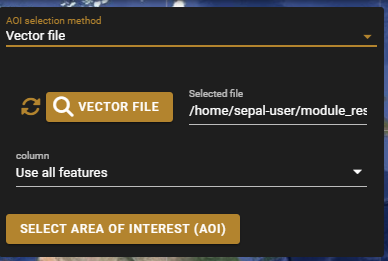 AOI selection method
Vector file
Selected file
VECTOR FILE
/home/sepal-user/module_res
column
Use all features
SELECT AREA OF INTEREST (AOI)